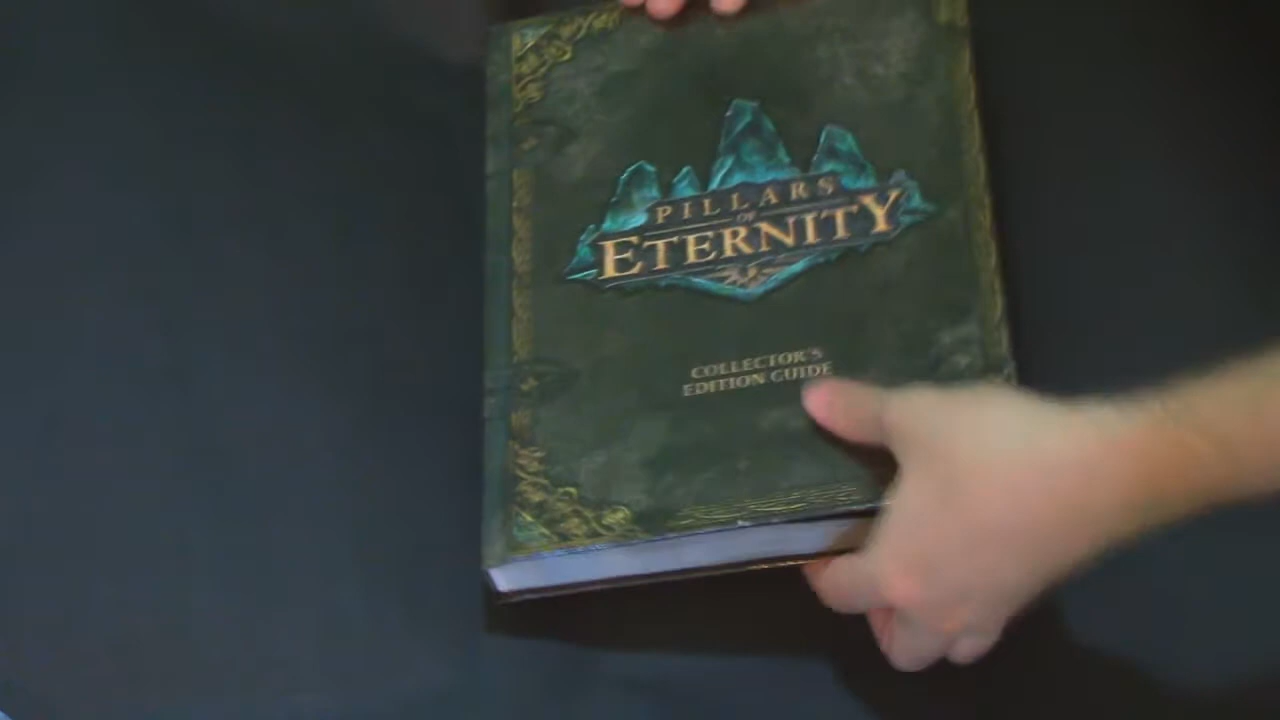 PILLARS
OF
ETERNITY
COLLECTOR'S
EDITION GUIDE